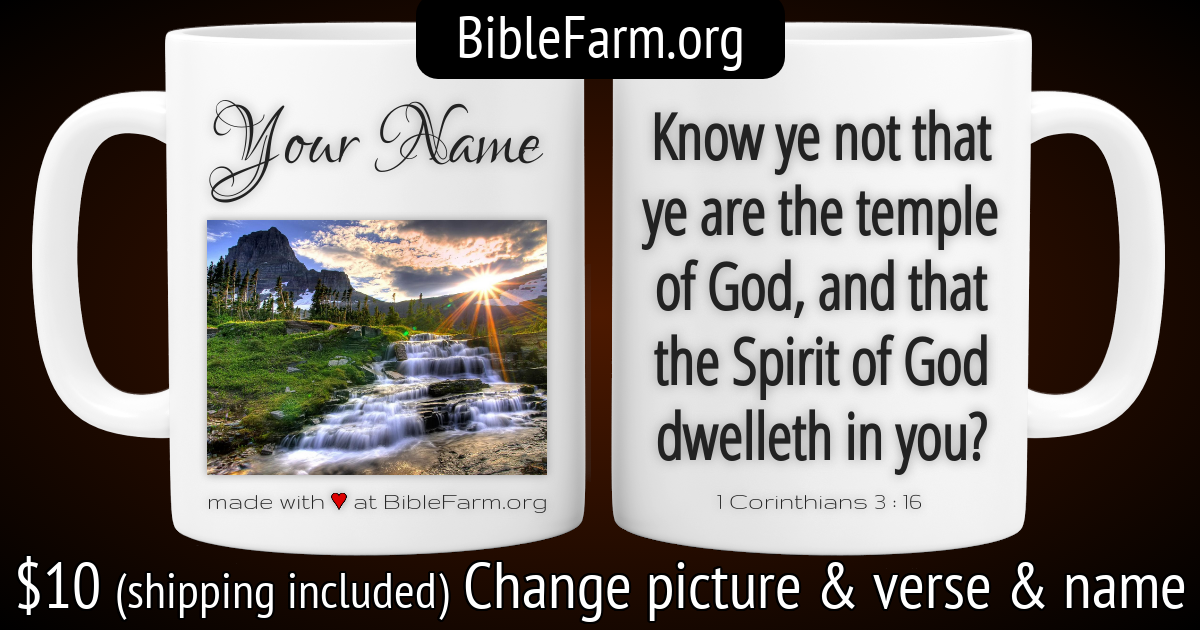 BibleFarm.org
Your Name
made with ♥ at BibleFarm.org
Know ye not that
ye are the temple
of God, and that
the Spirit of God
dwelleth in you?
1 Corinthians 3 : 16
$10 (shipping included) Change picture & verse & name